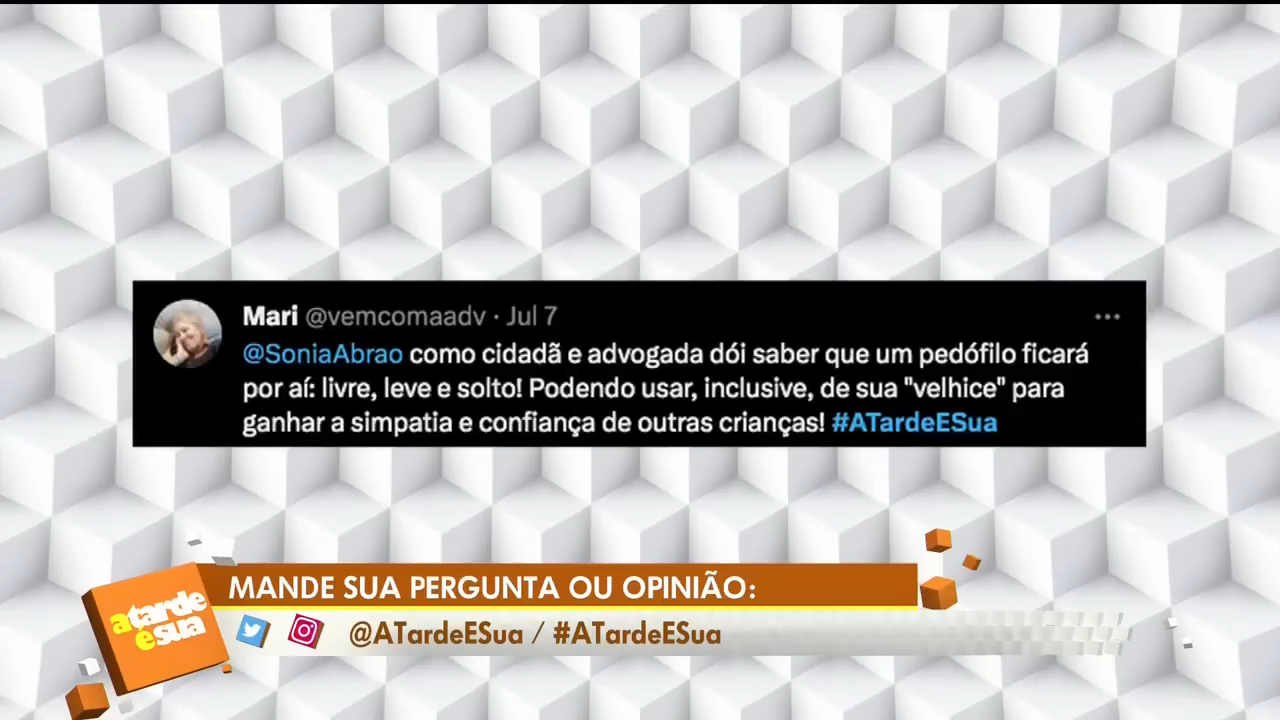 Mari @vemcomaadv · Jul 7
@SoniaAbrao como cidadã e advogada dói saber que um pedófilo ficará
por aí: livre, leve e solto! Podendo usar, inclusive, de sua "velhice" para
ganhar a simpatia e confiança de outras crianças! #ATardeESua
MANDE SUA PERGUNTA OU OPINIÃO:
@ATardeESua / #ATardeESua
a tarde
é sua